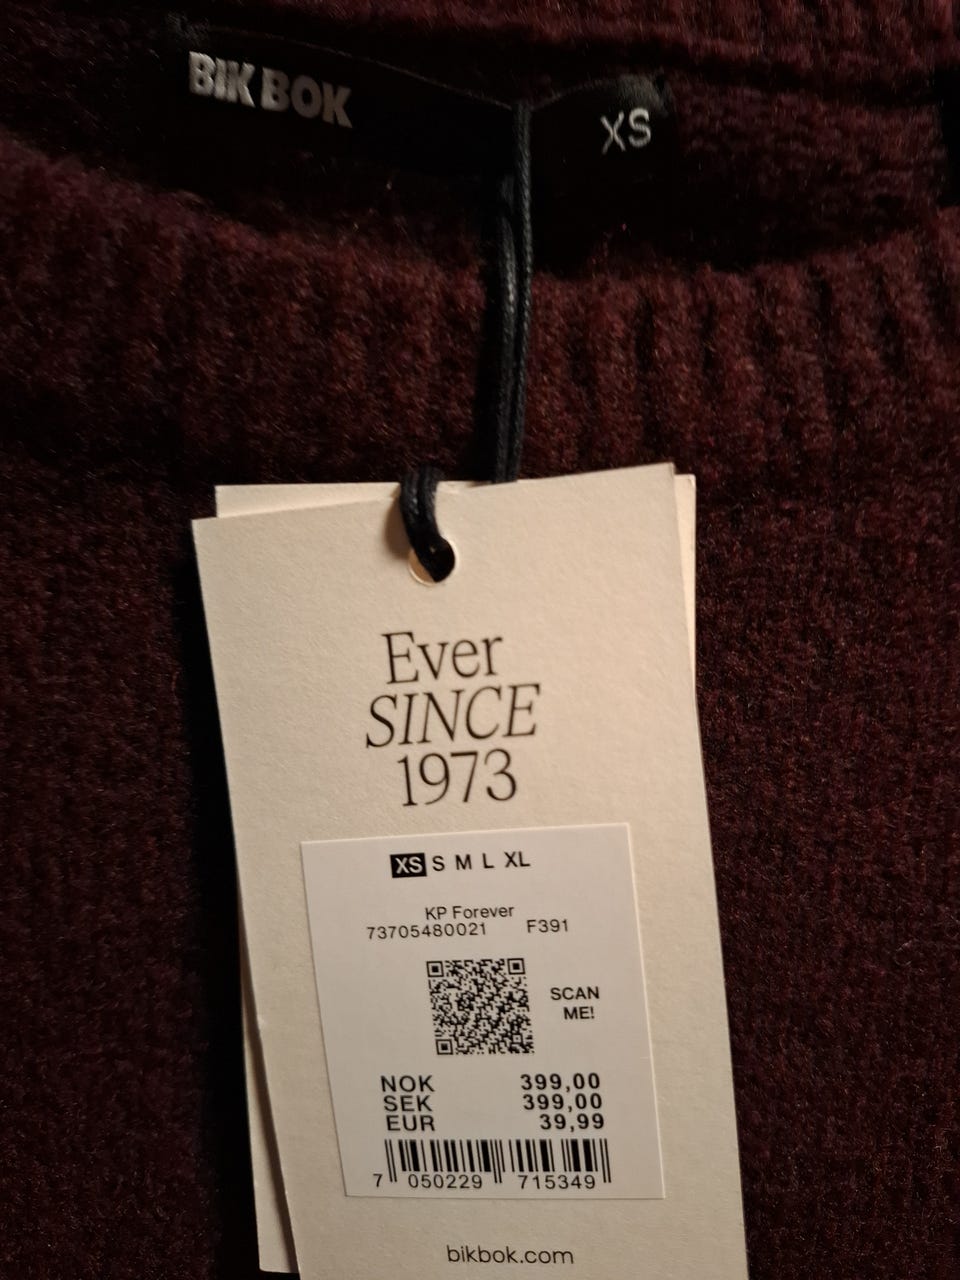 BIK BOK
XS
Ever
SINCE
1973
XS S M L XL
KP Forever
73705480021 F391
SCAN
ME!
NOK 399,00
SEK 399,00
EUR 39,99
7 050229 715349
bikbok.com